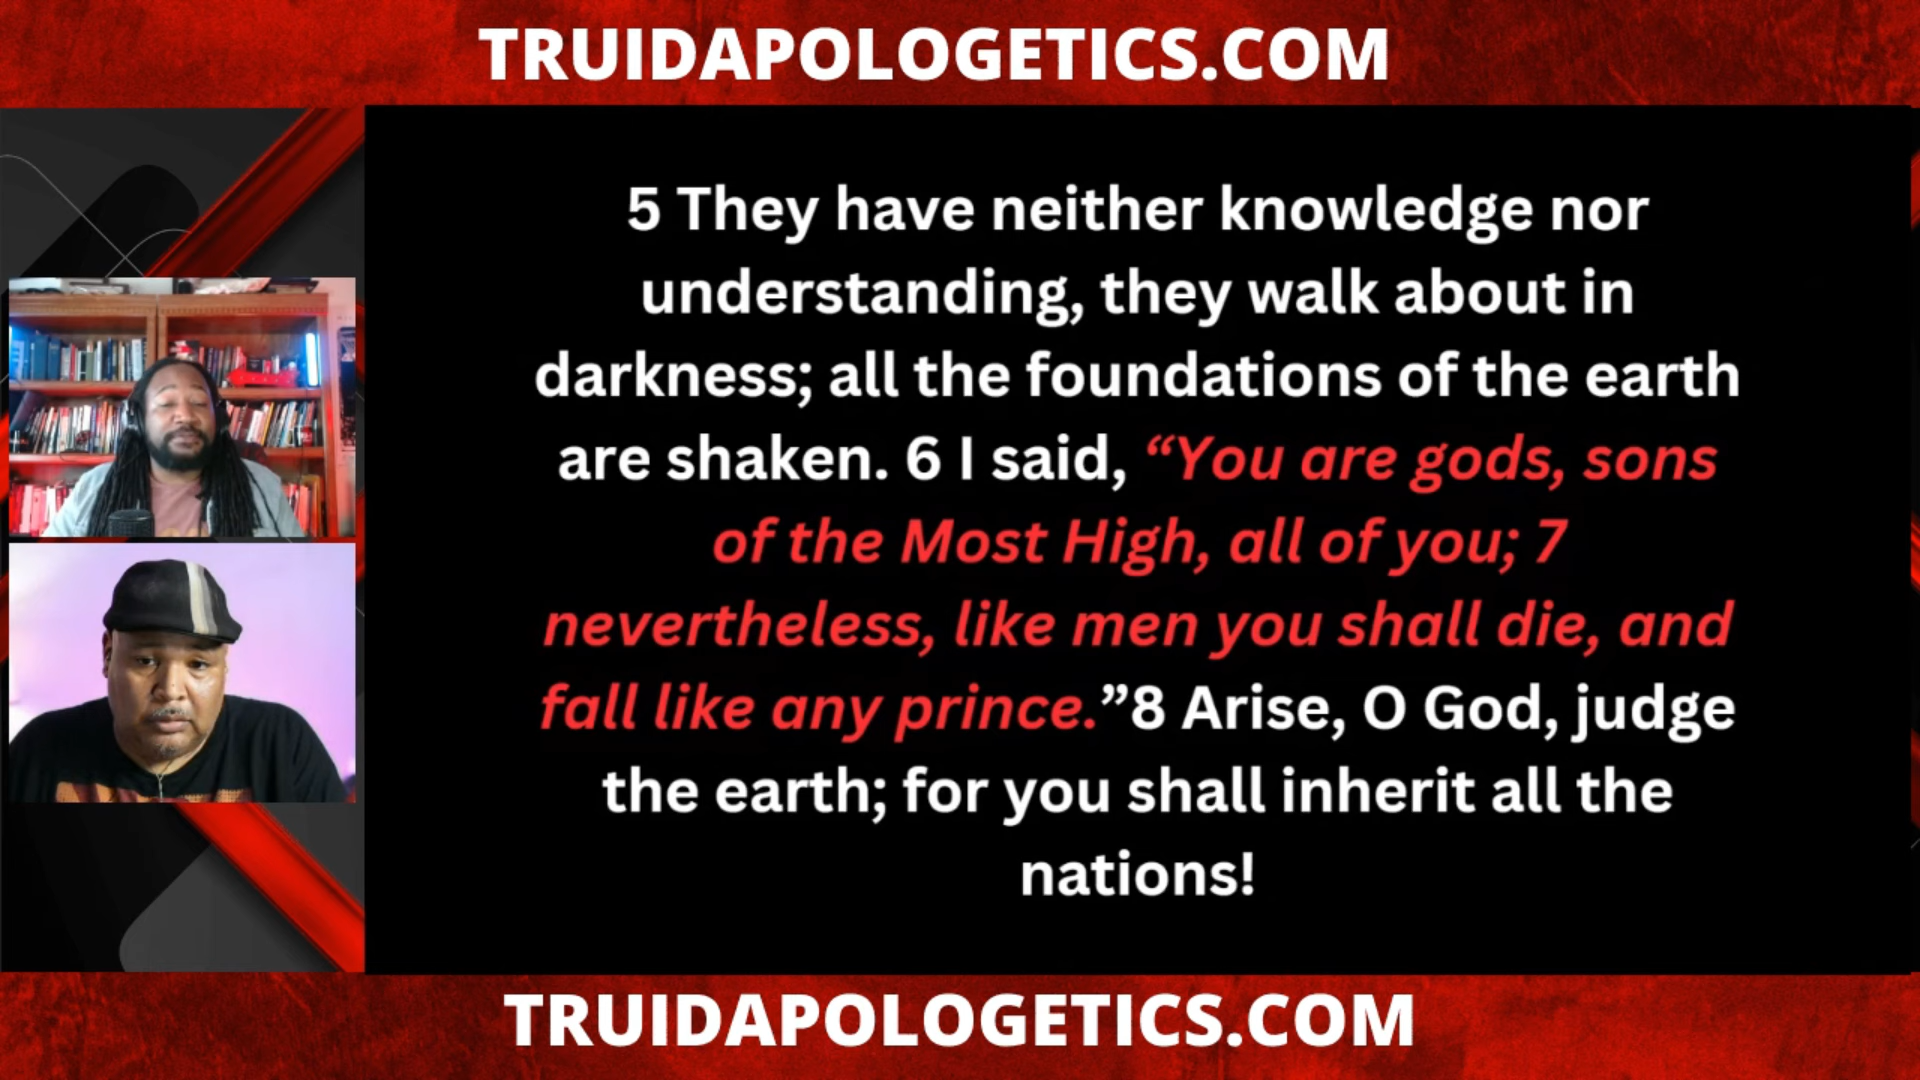 TRUIDAPOLOGETICS.COM
5 They have neither knowledge nor
understanding, they walk about in
darkness; all the foundations of the earth
are shaken. 6 I said, “You are gods, sons
of the Most High, all of you; 7
nevertheless, like men you shall die, and
fall like any prince.”8 Arise, O God, judge
the earth; for you shall inherit all the
nations!
TRUIDAPOLOGETICS.COM